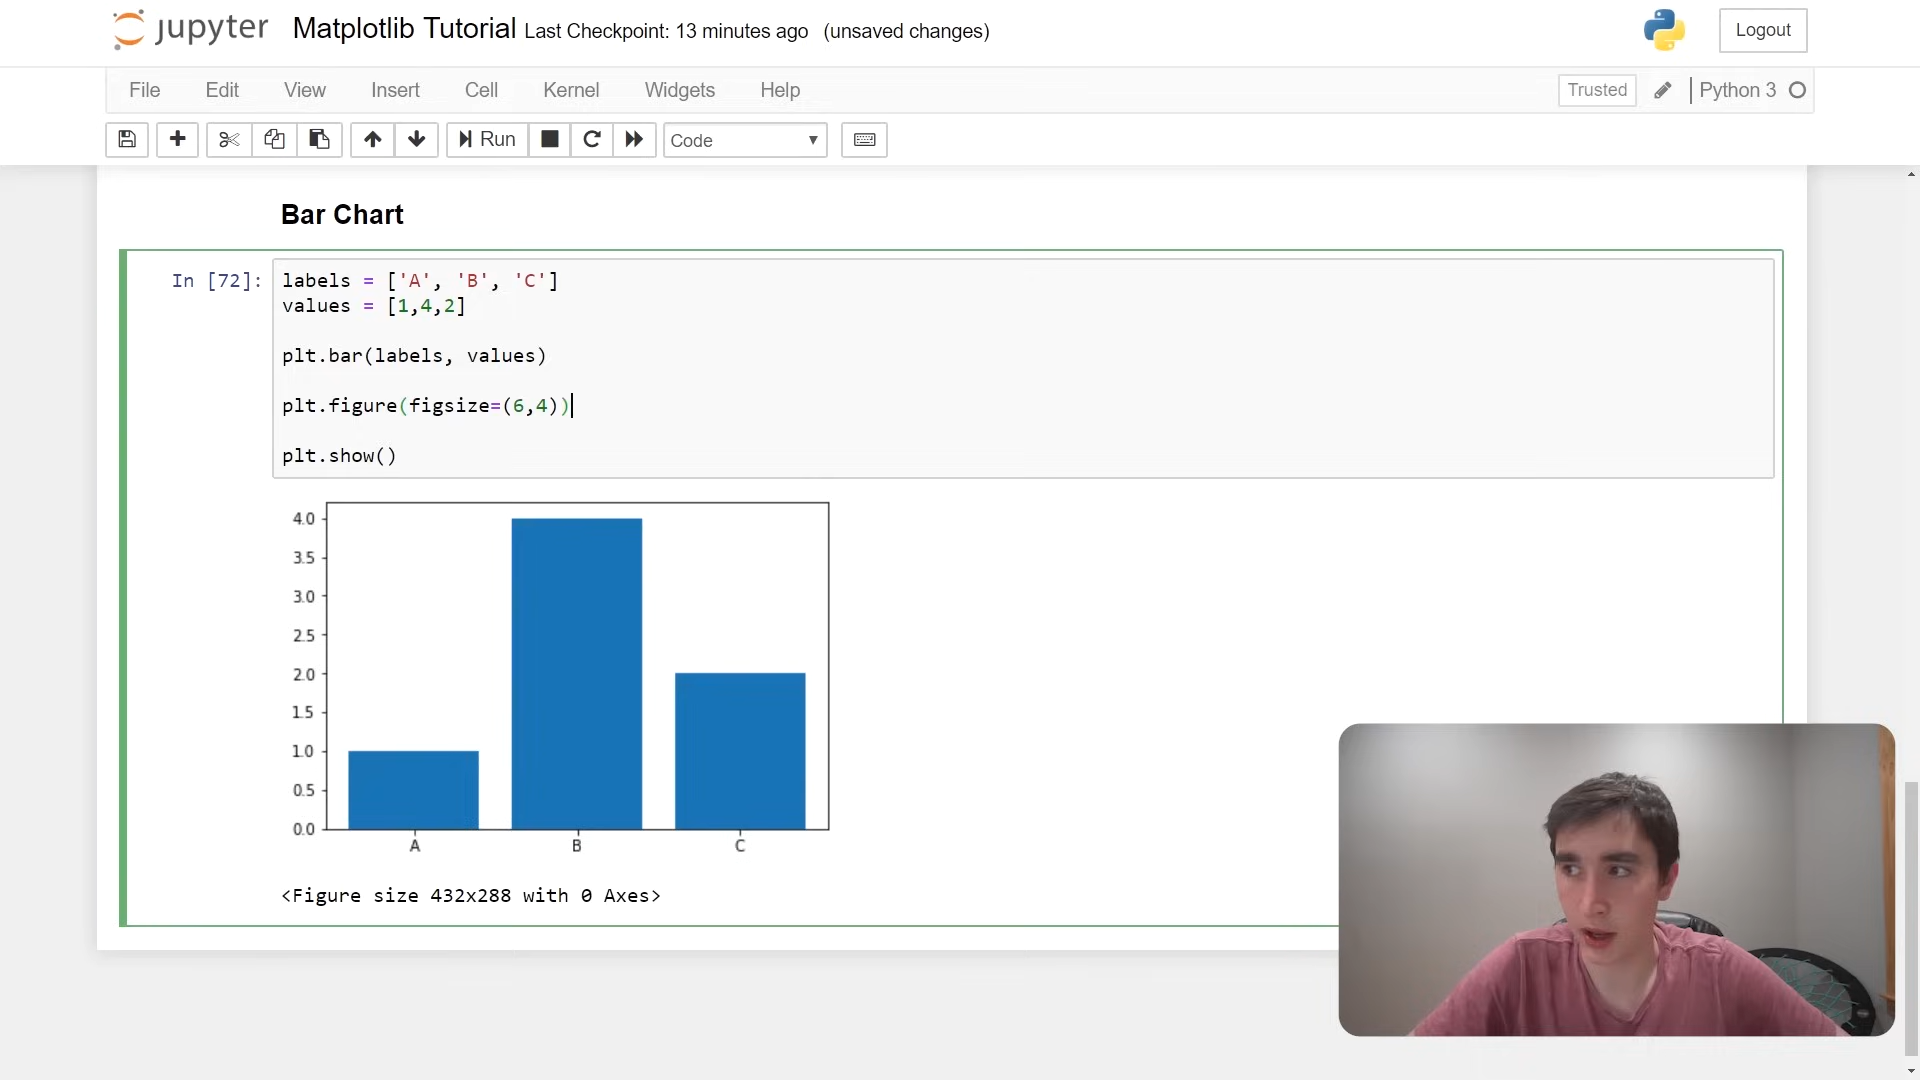 jupyter Matplotlib Tutorial Last Checkpoint: 13 minutes ago (unsaved changes) Logout
File Edit View Insert Cell Kernel Widgets Help Trusted Python 3
Run Code
Bar Chart
In [72]: labels = ['A', 'B', 'C']
values = [1,4,2]
plt.bar(labels, values)
plt.figure(figsize=(6,4))
plt.show()
4.0
3.5
3.0
2.5
2.0
1.5
1.0
0.5
0.0
A B C
<Figure size 432x288 with 0 Axes>